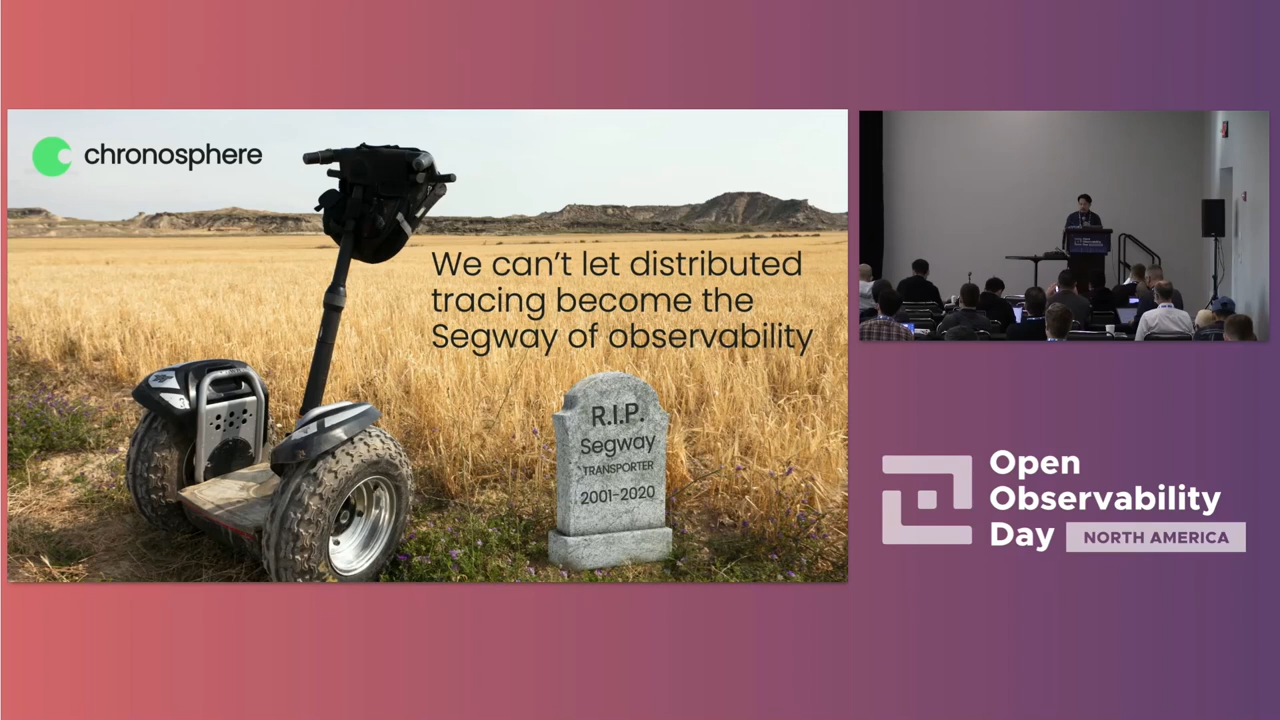 chronosphere
We can't let distributed
tracing become the
Segway of observability
R.I.P.
Segway
TRANSPORTER
2001-2020
Open
Observability
Day
NORTH AMERICA